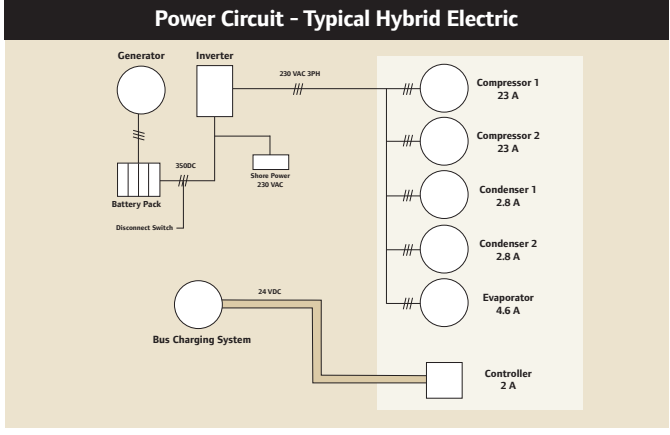 Power Circuit - Typical Hybrid Electric
Generator
Inverter
230 VAC 3PH
Compressor 1
23 A
Compressor 2
23 A
350DC
Shore Power
230 VAC
Battery Pack
Disconnect Switch
Condenser 1
2.8 A
Condenser 2
2.8 A
24 VDC
Evaporator
4.6 A
Bus Charging System
Controller
2 A